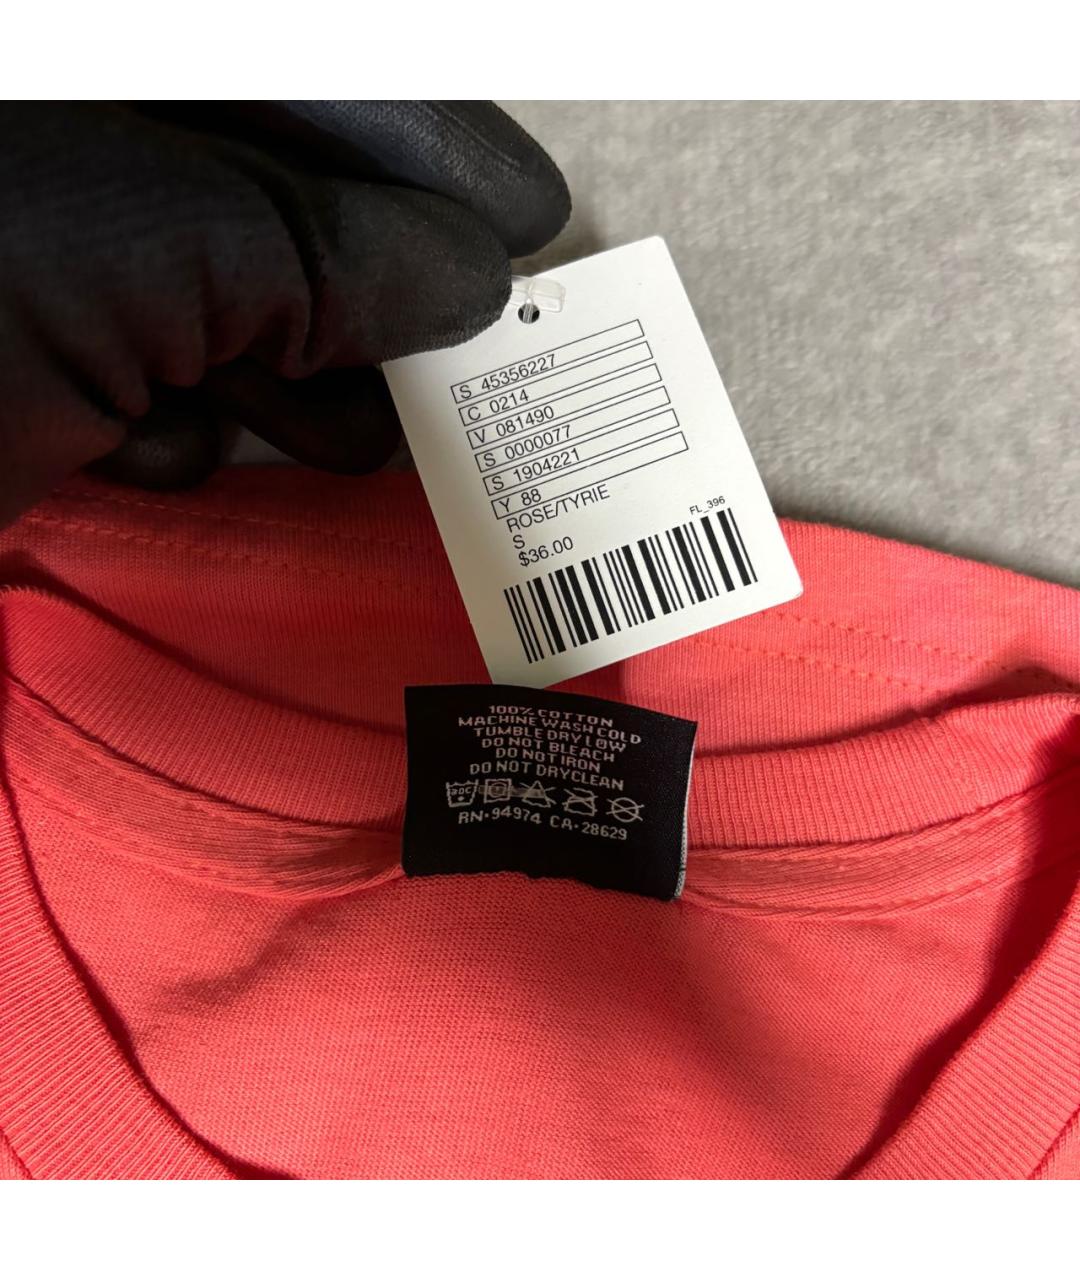 S 45356227
C 0214
V 081490
S 0000077
S 1904221
Y 88
ROSE/TYRIE
S
$36.00
FL_396
100% COTTON
MACHINE WASH COLD
TUMBLE DRY LOW
DO NOT BLEACH
DO NOT IRON
DO NOT DRYCLEAN
RN·94974 CA·28629